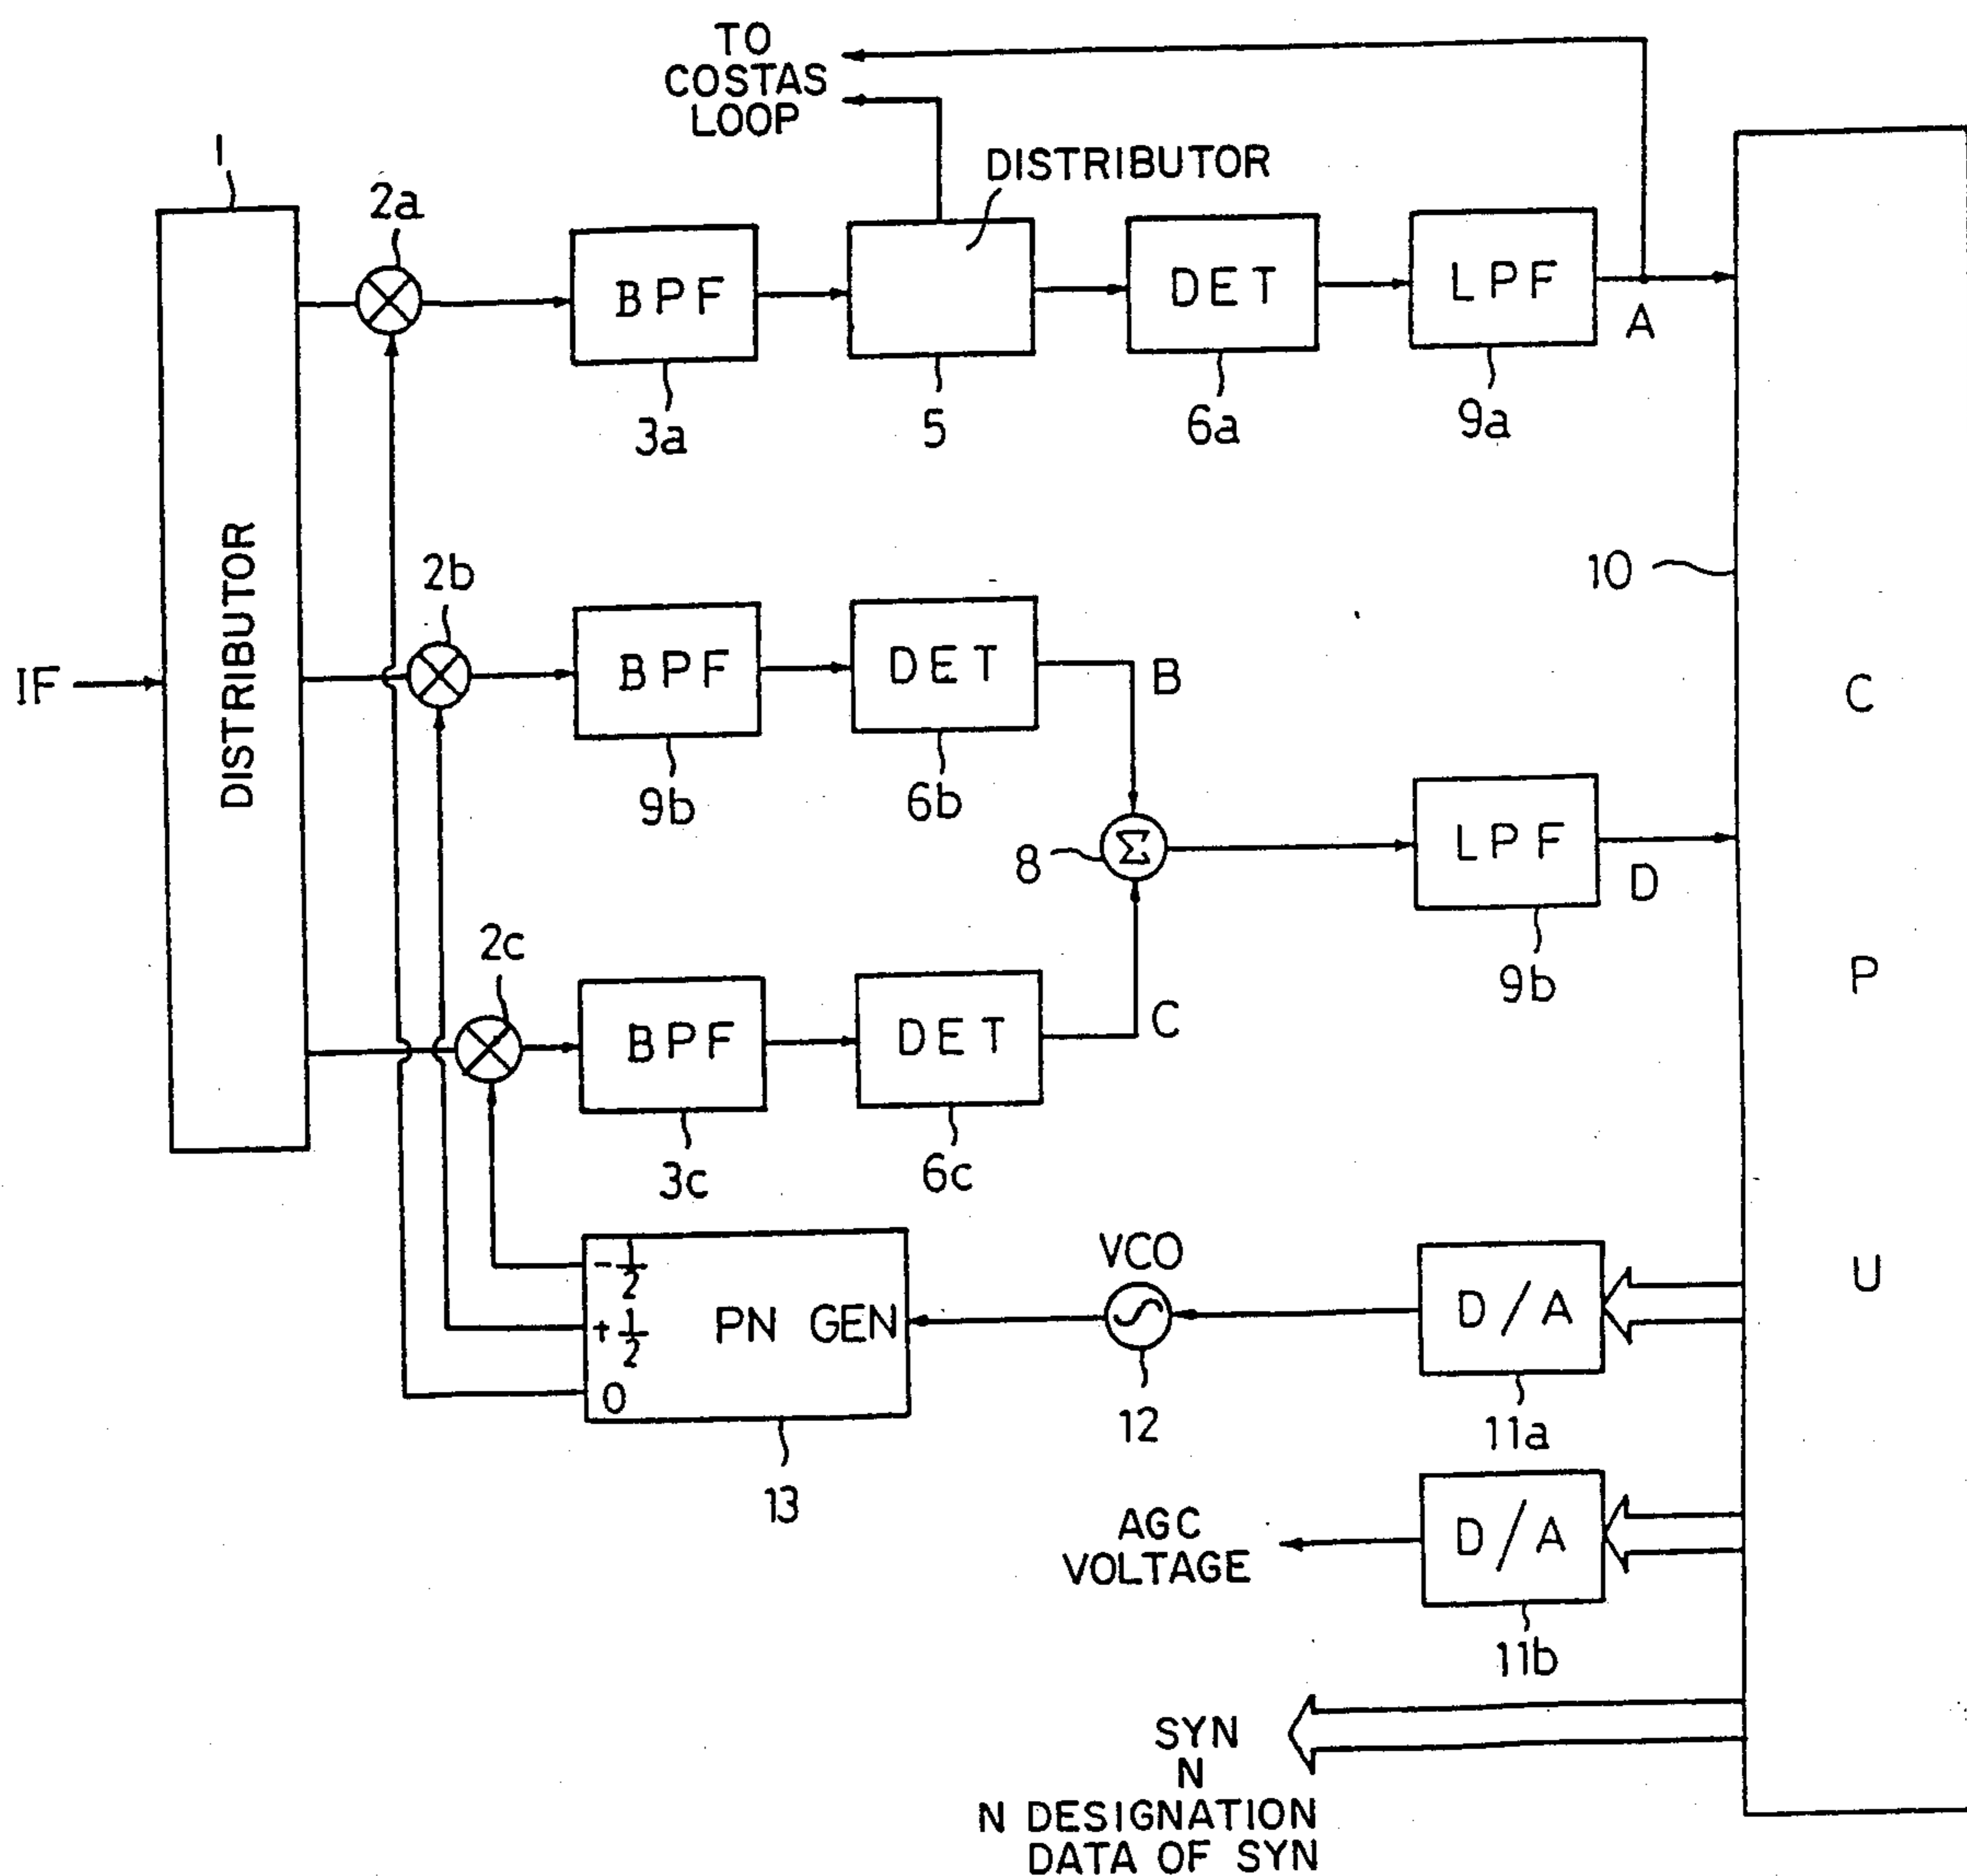 TO
COSTAS
LOOP
DISTRIBUTOR
1
2a
BPF
DET
LPF
A
3a
5
6a
9a
DISTRIBUTOR
2b
10
IF
BPF
DET
B
C
9b
6b
8
Σ
LPF
D
2c
9b
P
BPF
DET
C
3c
6c
U
-1/2
VCO
+1/2
PN GEN
D/A
0
12
11a
13
AGC
VOLTAGE
D/A
11b
SYN
N
N DESIGNATION
DATA OF SYN